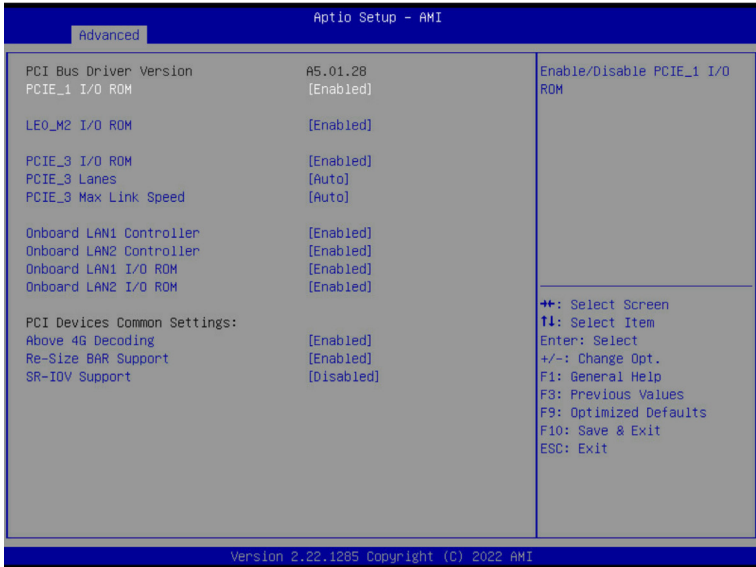 Aptio Setup - AMI
Advanced
PCI Bus Driver Version A5.01.28
PCIE_1 I/O ROM [Enabled]
LEO_M2 I/O ROM [Enabled]
PCIE_3 I/O ROM [Enabled]
PCIE_3 Lanes [Auto]
PCIE_3 Max Link Speed [Auto]
Onboard LAN1 Controller [Enabled]
Onboard LAN2 Controller [Enabled]
Onboard LAN1 I/O ROM [Enabled]
Onboard LAN2 I/O ROM [Enabled]
PCI Devices Common Settings:
Above 4G Decoding [Enabled]
Re-Size BAR Support [Enabled]
SR-IOV Support [Disabled]
Enable/Disable PCIE_1 I/O
ROM
→←: Select Screen
↑↓: Select Item
Enter: Select
+/-: Change Opt.
F1: General Help
F3: Previous Values
F9: Optimized Defaults
F10: Save & Exit
ESC: Exit
Version 2.22.1285 Copyright (C) 2022 AMI